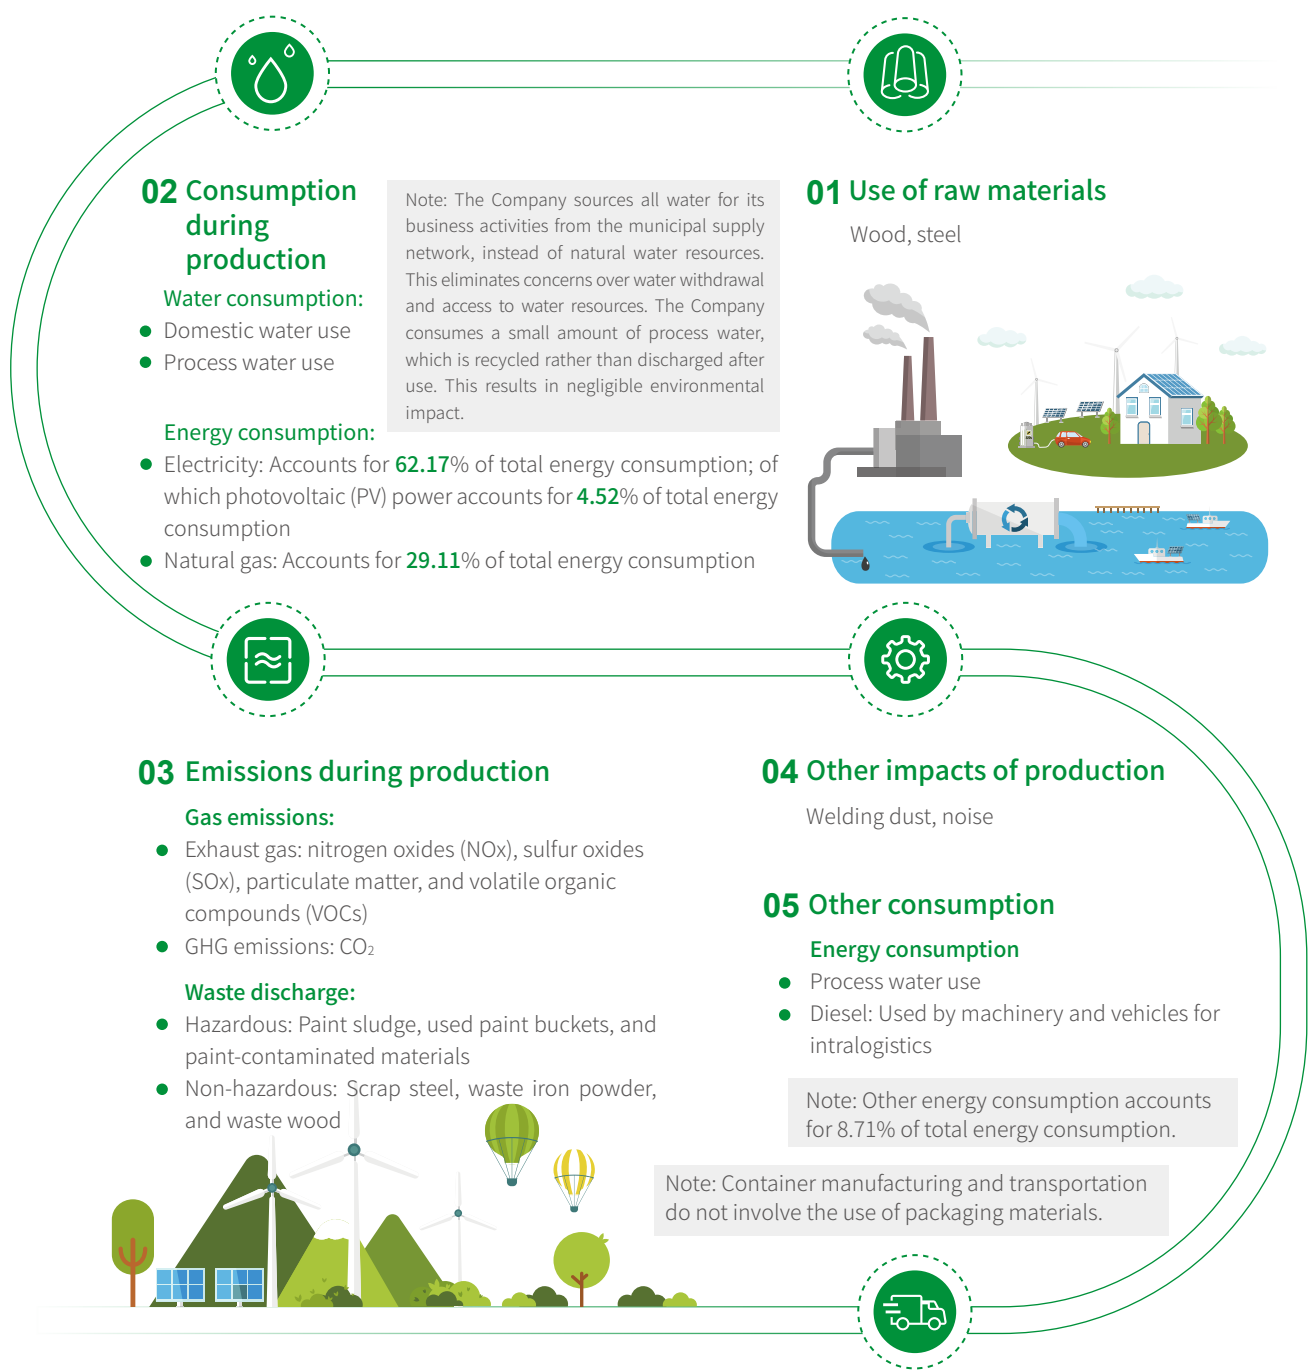 01 Use of raw materials
Wood, steel
02 Consumption
during
production
Water consumption:
Domestic water use
Process water use
Note: The Company sources all water for its
business activities from the municipal supply
network, instead of natural water resources.
This eliminates concerns over water withdrawal
and access to water resources. The Company
consumes a small amount of process water,
which is recycled rather than discharged after
use. This results in negligible environmental
impact.
Energy consumption:
Electricity: Accounts for 62.17% of total energy consumption; of
which photovoltaic (PV) power accounts for 4.52% of total energy
consumption
Natural gas: Accounts for 29.11% of total energy consumption
03 Emissions during production
Gas emissions:
Exhaust gas: nitrogen oxides (NOx), sulfur oxides
(SOx), particulate matter, and volatile organic
compounds (VOCs)
GHG emissions: CO₂
Waste discharge:
Hazardous: Paint sludge, used paint buckets, and
paint-contaminated materials
Non-hazardous: Scrap steel, waste iron powder,
and waste wood
04 Other impacts of production
Welding dust, noise
05 Other consumption
Energy consumption
Process water use
Diesel: Used by machinery and vehicles for
intralogistics
Note: Other energy consumption accounts
for 8.71% of total energy consumption.
Note: Container manufacturing and transportation
do not involve the use of packaging materials.